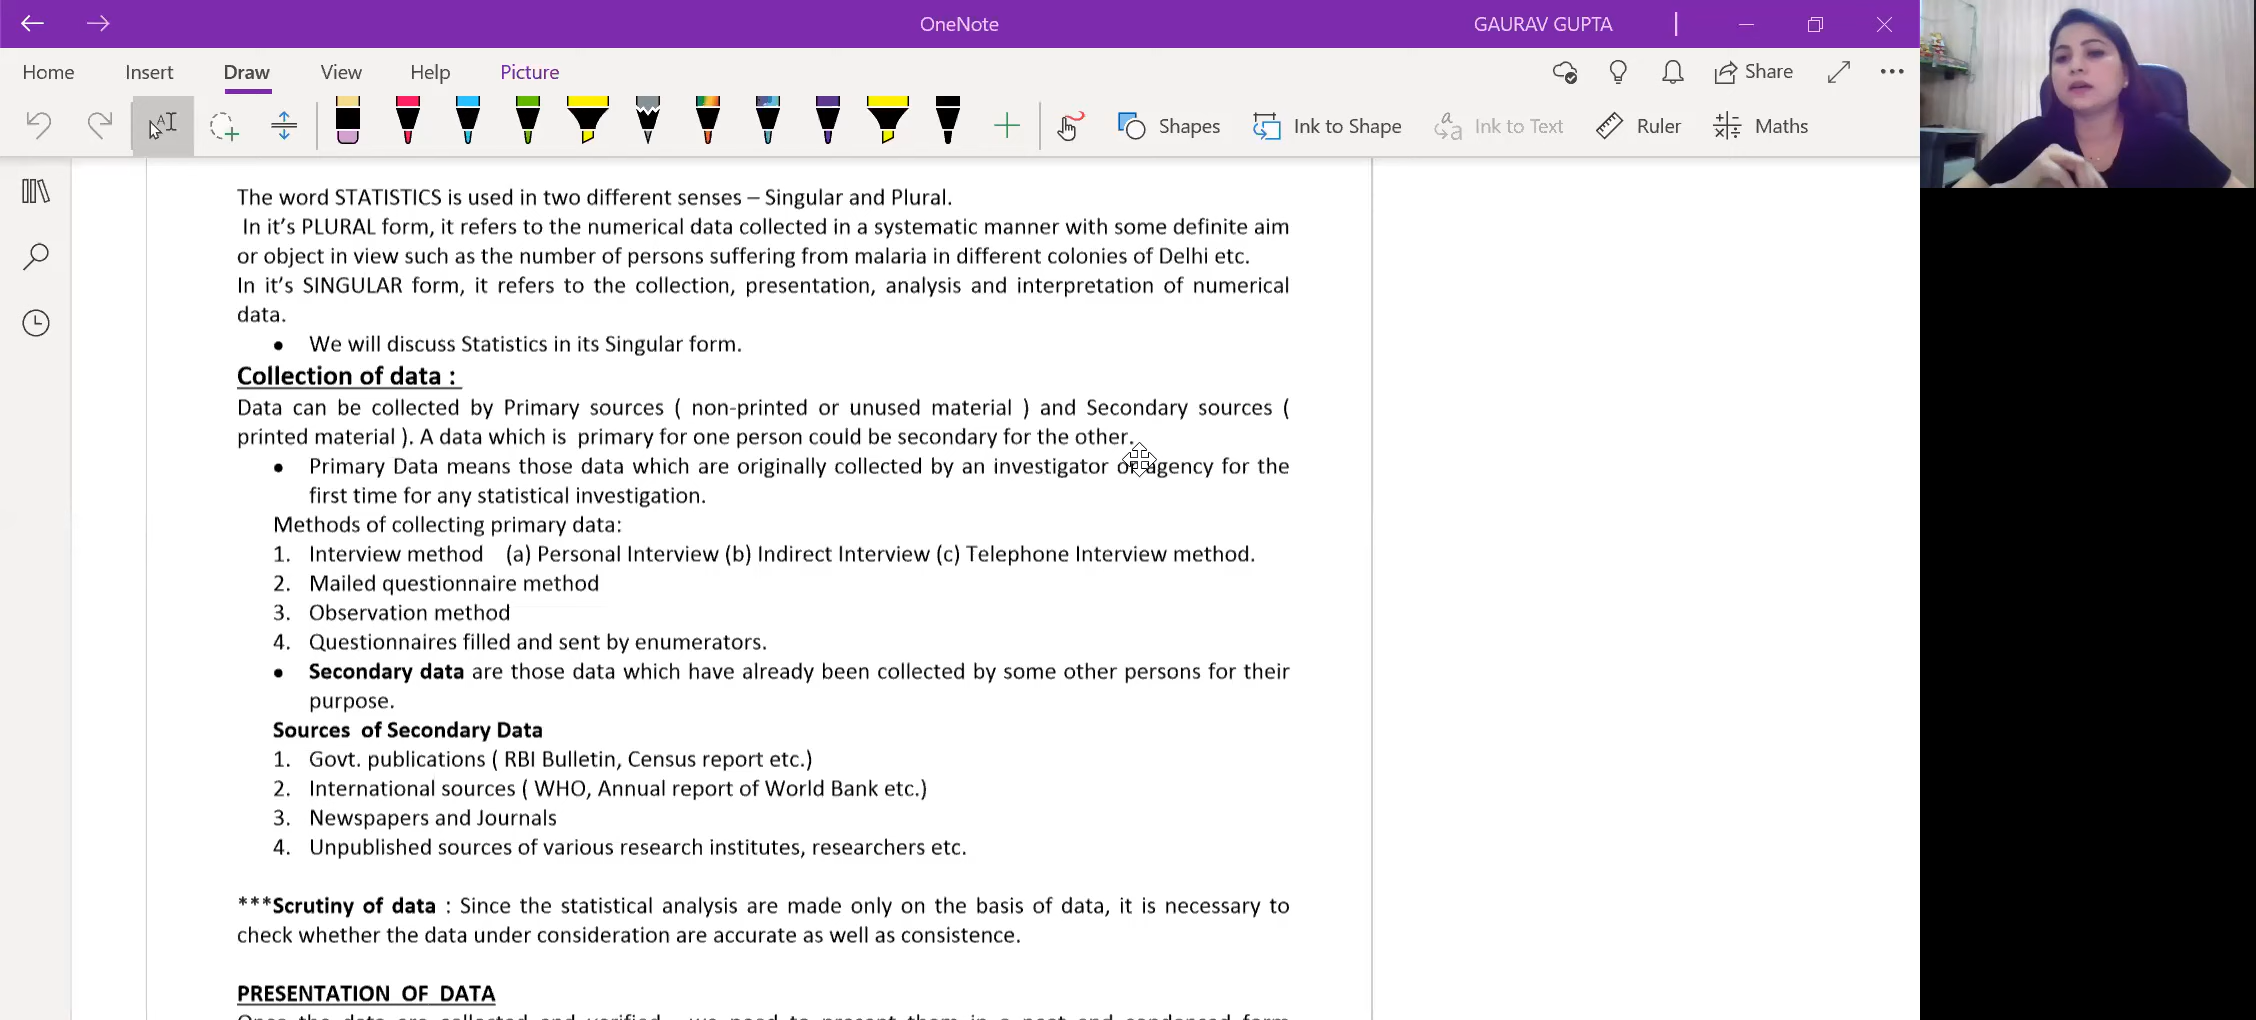 OneNote
GAURAV GUPTA
Home Insert Draw View Help Picture
Share
Shapes Ink to Shape Ink to Text Ruler Maths
The word STATISTICS is used in two different senses – Singular and Plural.
In it's PLURAL form, it refers to the numerical data collected in a systematic manner with some definite aim
or object in view such as the number of persons suffering from malaria in different colonies of Delhi etc.
In it's SINGULAR form, it refers to the collection, presentation, analysis and interpretation of numerical
data.
• We will discuss Statistics in its Singular form.
Collection of data :
Data can be collected by Primary sources ( non-printed or unused material ) and Secondary sources (
printed material ). A data which is primary for one person could be secondary for the other.
• Primary Data means those data which are originally collected by an investigator or agency for the
first time for any statistical investigation.
Methods of collecting primary data:
1. Interview method (a) Personal Interview (b) Indirect Interview (c) Telephone Interview method.
2. Mailed questionnaire method
3. Observation method
4. Questionnaires filled and sent by enumerators.
• Secondary data are those data which have already been collected by some other persons for their
purpose.
Sources of Secondary Data
1. Govt. publications ( RBI Bulletin, Census report etc.)
2. International sources ( WHO, Annual report of World Bank etc.)
3. Newspapers and Journals
4. Unpublished sources of various research institutes, researchers etc.
***Scrutiny of data : Since the statistical analysis are made only on the basis of data, it is necessary to
check whether the data under consideration are accurate as well as consistence.
PRESENTATION OF DATA